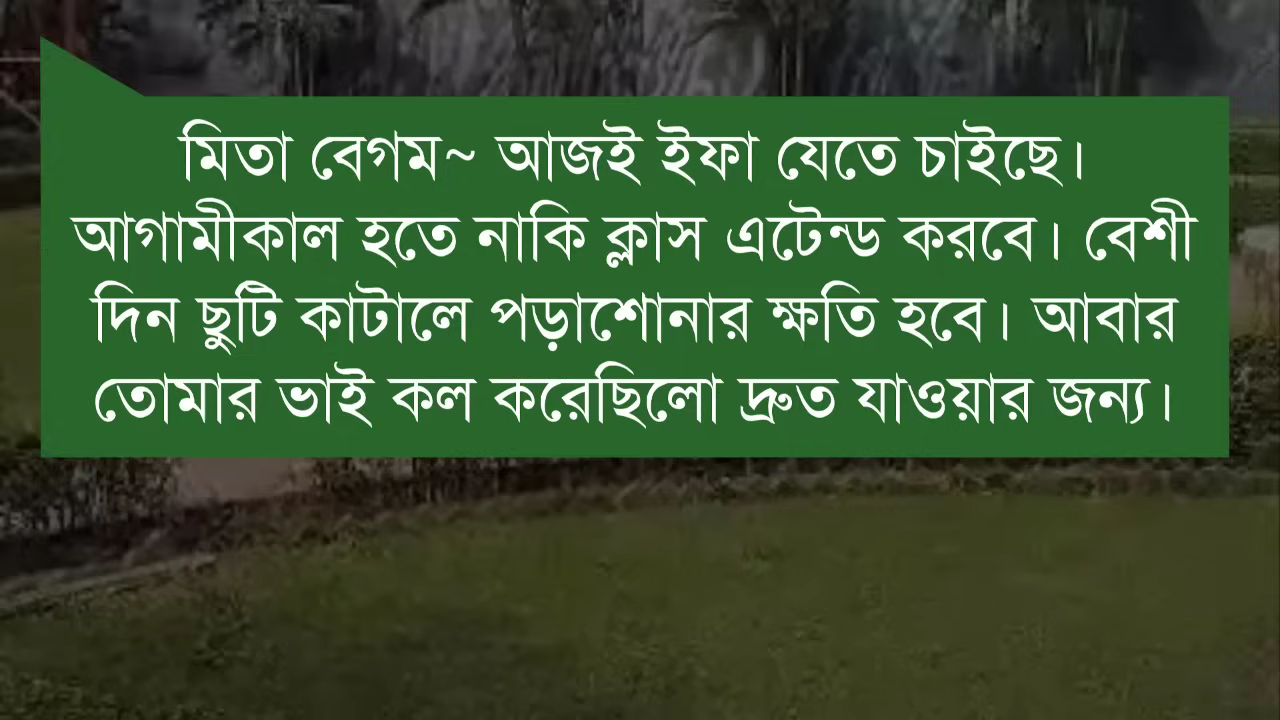 মিতা বেগম~ আজই ইফা যেতে চাইছে।
আগামীকাল হতে নাকি ক্লাস এটেন্ড করবে। বেশী
দিন ছুটি কাটালে পড়াশোনার ক্ষতি হবে। আবার
তোমার ভাই কল করেছিলো দ্রুত যাওয়ার জন্য।